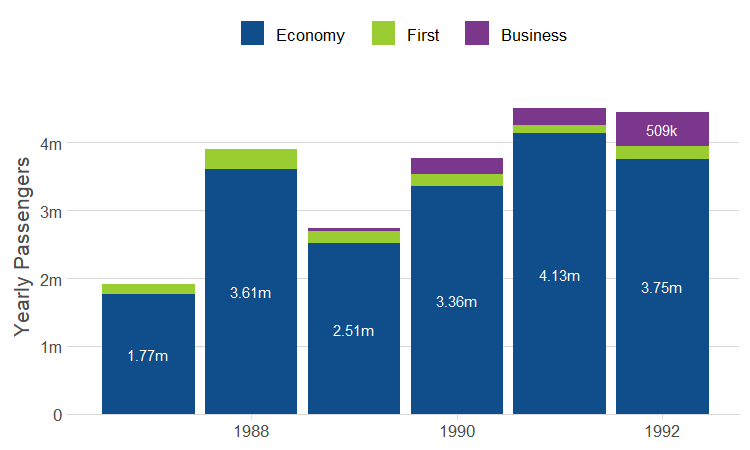 Economy First Business
Yearly Passengers
4m
3m
2m
1m
0
509k
4.13m
3.75m
3.61m
3.36m
2.51m
1.77m
1988 1990 1992